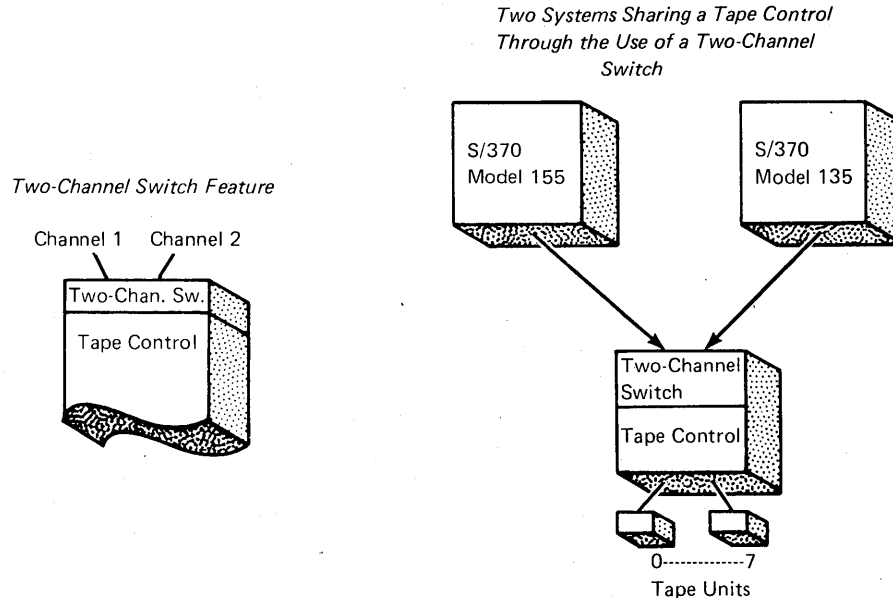 Two-Channel Switch Feature
Channel 1 Channel 2
Two-Chan. Sw.
Tape Control
Two Systems Sharing a Tape Control
Through the Use of a Two-Channel
Switch
S/370
Model 155
S/370
Model 135
Two-Channel
Switch
Tape Control
0-------------7
Tape Units